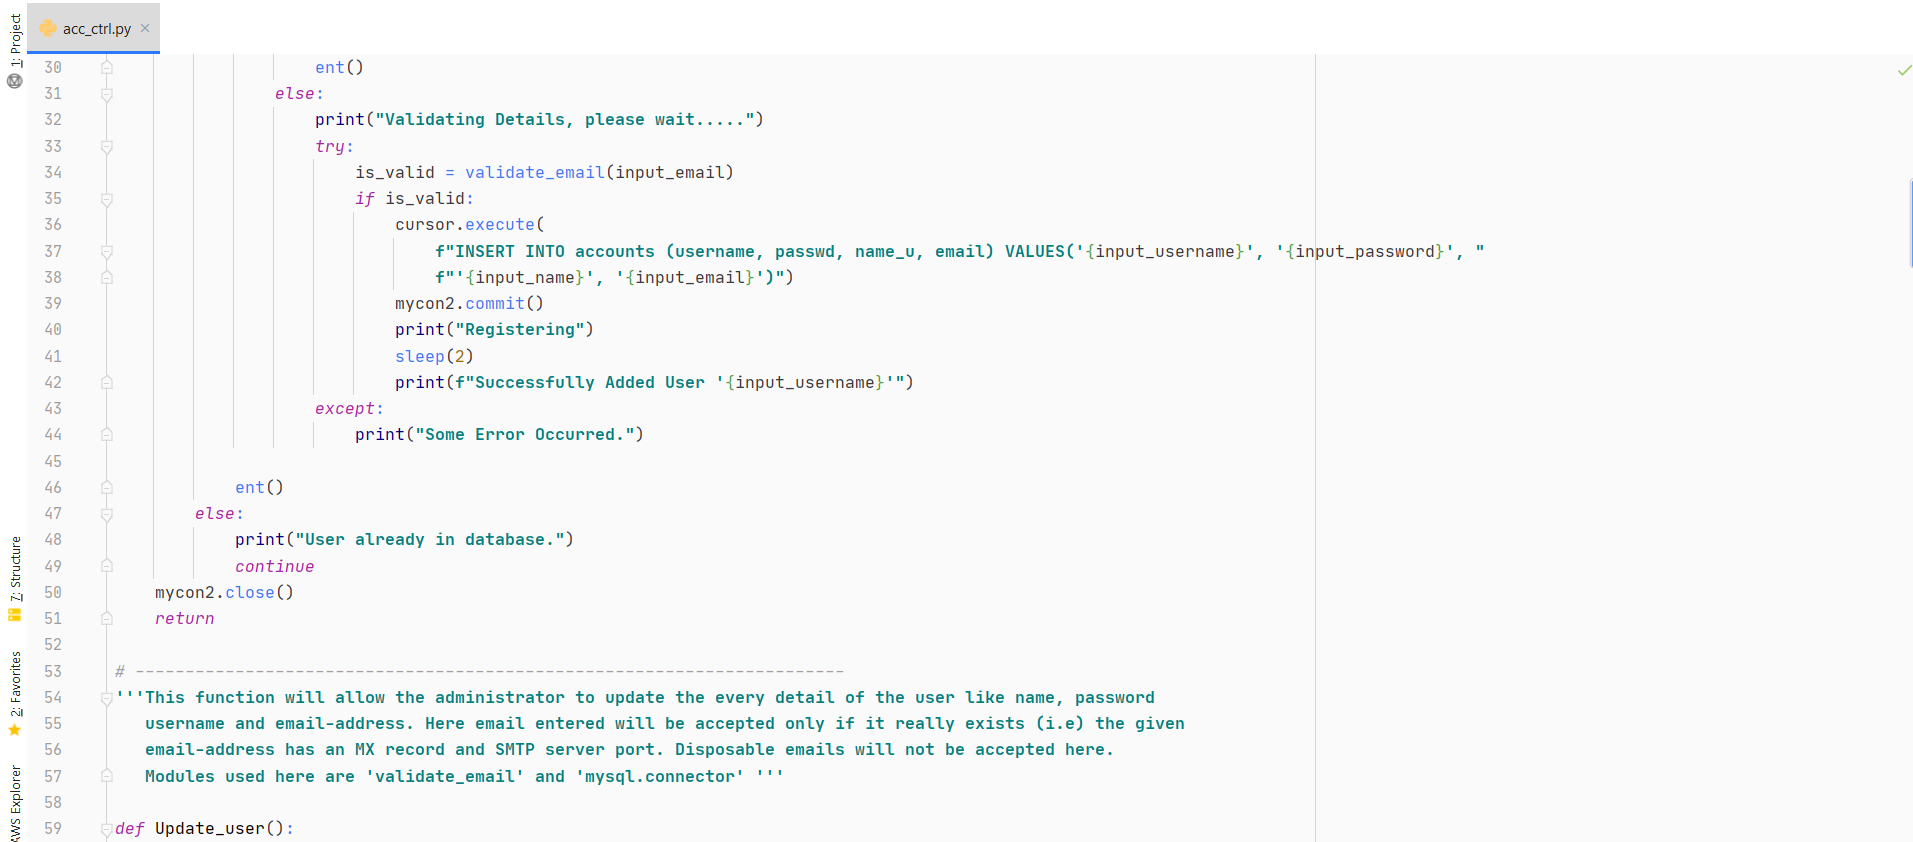 1: Project
acc_ctrl.py
30 ent()
31 else:
32 print("Validating Details, please wait.....")
33 try:
34 is_valid = validate_email(input_email)
35 if is_valid:
36 cursor.execute(
37 f"INSERT INTO accounts (username, passwd, name_u, email) VALUES('{input_username}', '{input_password}', "
38 f"'{input_name}', '{input_email}')")
39 mycon2.commit()
40 print("Registering")
41 sleep(2)
42 print(f"Successfully Added User '{input_username}'")
43 except:
44 print("Some Error Occurred.")
45
46 ent()
47 else:
48 print("User already in database.")
49 continue
50 mycon2.close()
51 return
52
53 # -----------------------------------------------------------------------
54 '''This function will allow the administrator to update the every detail of the user like name, password
55 username and email-address. Here email entered will be accepted only if it really exists (i.e) the given
56 email-address has an MX record and SMTP server port. Disposable emails will not be accepted here.
57 Modules used here are 'validate_email' and 'mysql.connector' '''
58
59 def Update_user():
7: Structure
2: Favorites
AWS Explorer